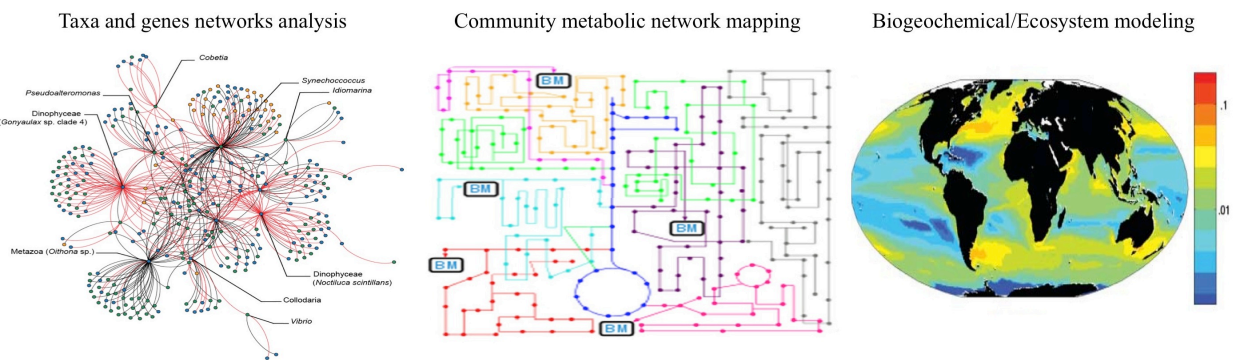 Taxa and genes networks analysis
Community metabolic network mapping
Biogeochemical/Ecosystem modeling
Cobetia
Synechoccocus
Idiomarina
Pseudoalteromonas
Dinophyceae
(Gonyaulax sp. clade 4)
Metazoa (Oithona sp.)
Dinophyceae
(Noctiluca scintillans)
Collodaria
Vibrio
BM
BM
BM
BM
BM
.1
.01